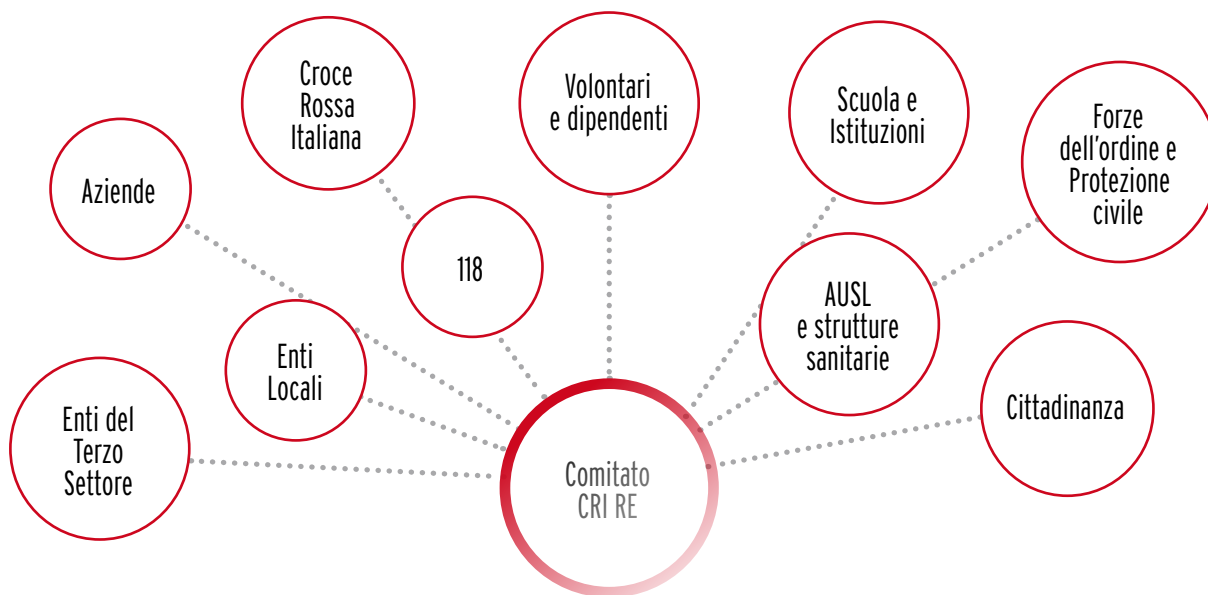 Croce
Rossa
Italiana
Volontari
e dipendenti
Scuola e
Istituzioni
Forze
dell'ordine e
Protezione
civile
Aziende
118
AUSL
e strutture
sanitarie
Enti
Locali
Cittadinanza
Enti del
Terzo
Settore
Comitato
CRI RE